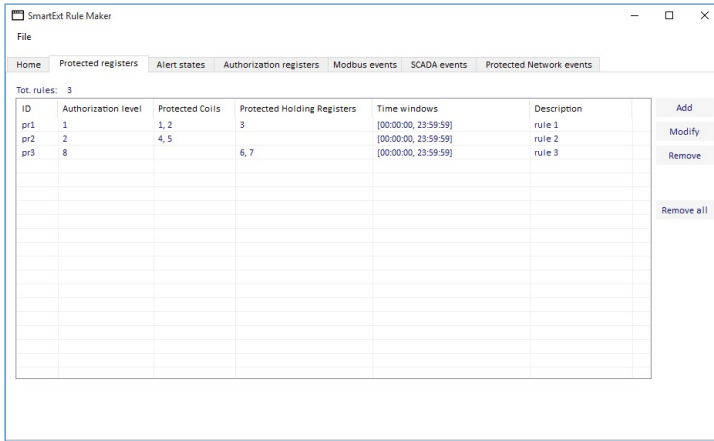 SmartExt Rule Maker
File
Home Protected registers Alert states Authorization registers Modbus events SCADA events Protected Network events
Tot. rules: 3
ID Authorization level Protected Coils Protected Holding Registers Time windows Description
pr1 1 1, 2 3 [00:00:00, 23:59:59] rule 1
pr2 2 4, 5 [00:00:00, 23:59:59] rule 2
pr3 8 6, 7 [00:00:00, 23:59:59] rule 3
Add
Modify
Remove
Remove all